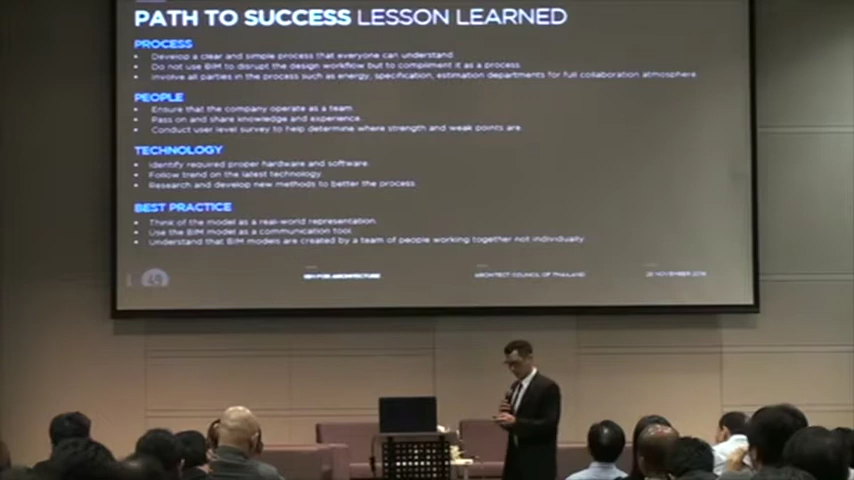 PATH TO SUCCESS LESSON LEARNED
PROCESS
• Develop a clear and simple process that everyone can understand.
• Do not use BIM to disrupt the design workflow but to compliment it as a process.
• Involve all parties in the process such as energy, specification, estimation departments for full collaboration atmosphere.
PEOPLE
• Ensure that the company operate as a team.
• Pass on and share knowledge and experience.
• Conduct user level survey to help determine where strength and weak points are.
TECHNOLOGY
• Identify required proper hardware and software.
• Follow trend on the latest technology.
• Research and develop new methods to better the process.
BEST PRACTICE
• Think of the model as a real-world representation.
• Use the BIM model as a communication tool.
• Understand that BIM models are created by a team of people working together not individually.
49
BIM FOR ARCHITECTURE
ARCHITECT COUNCIL OF THAILAND